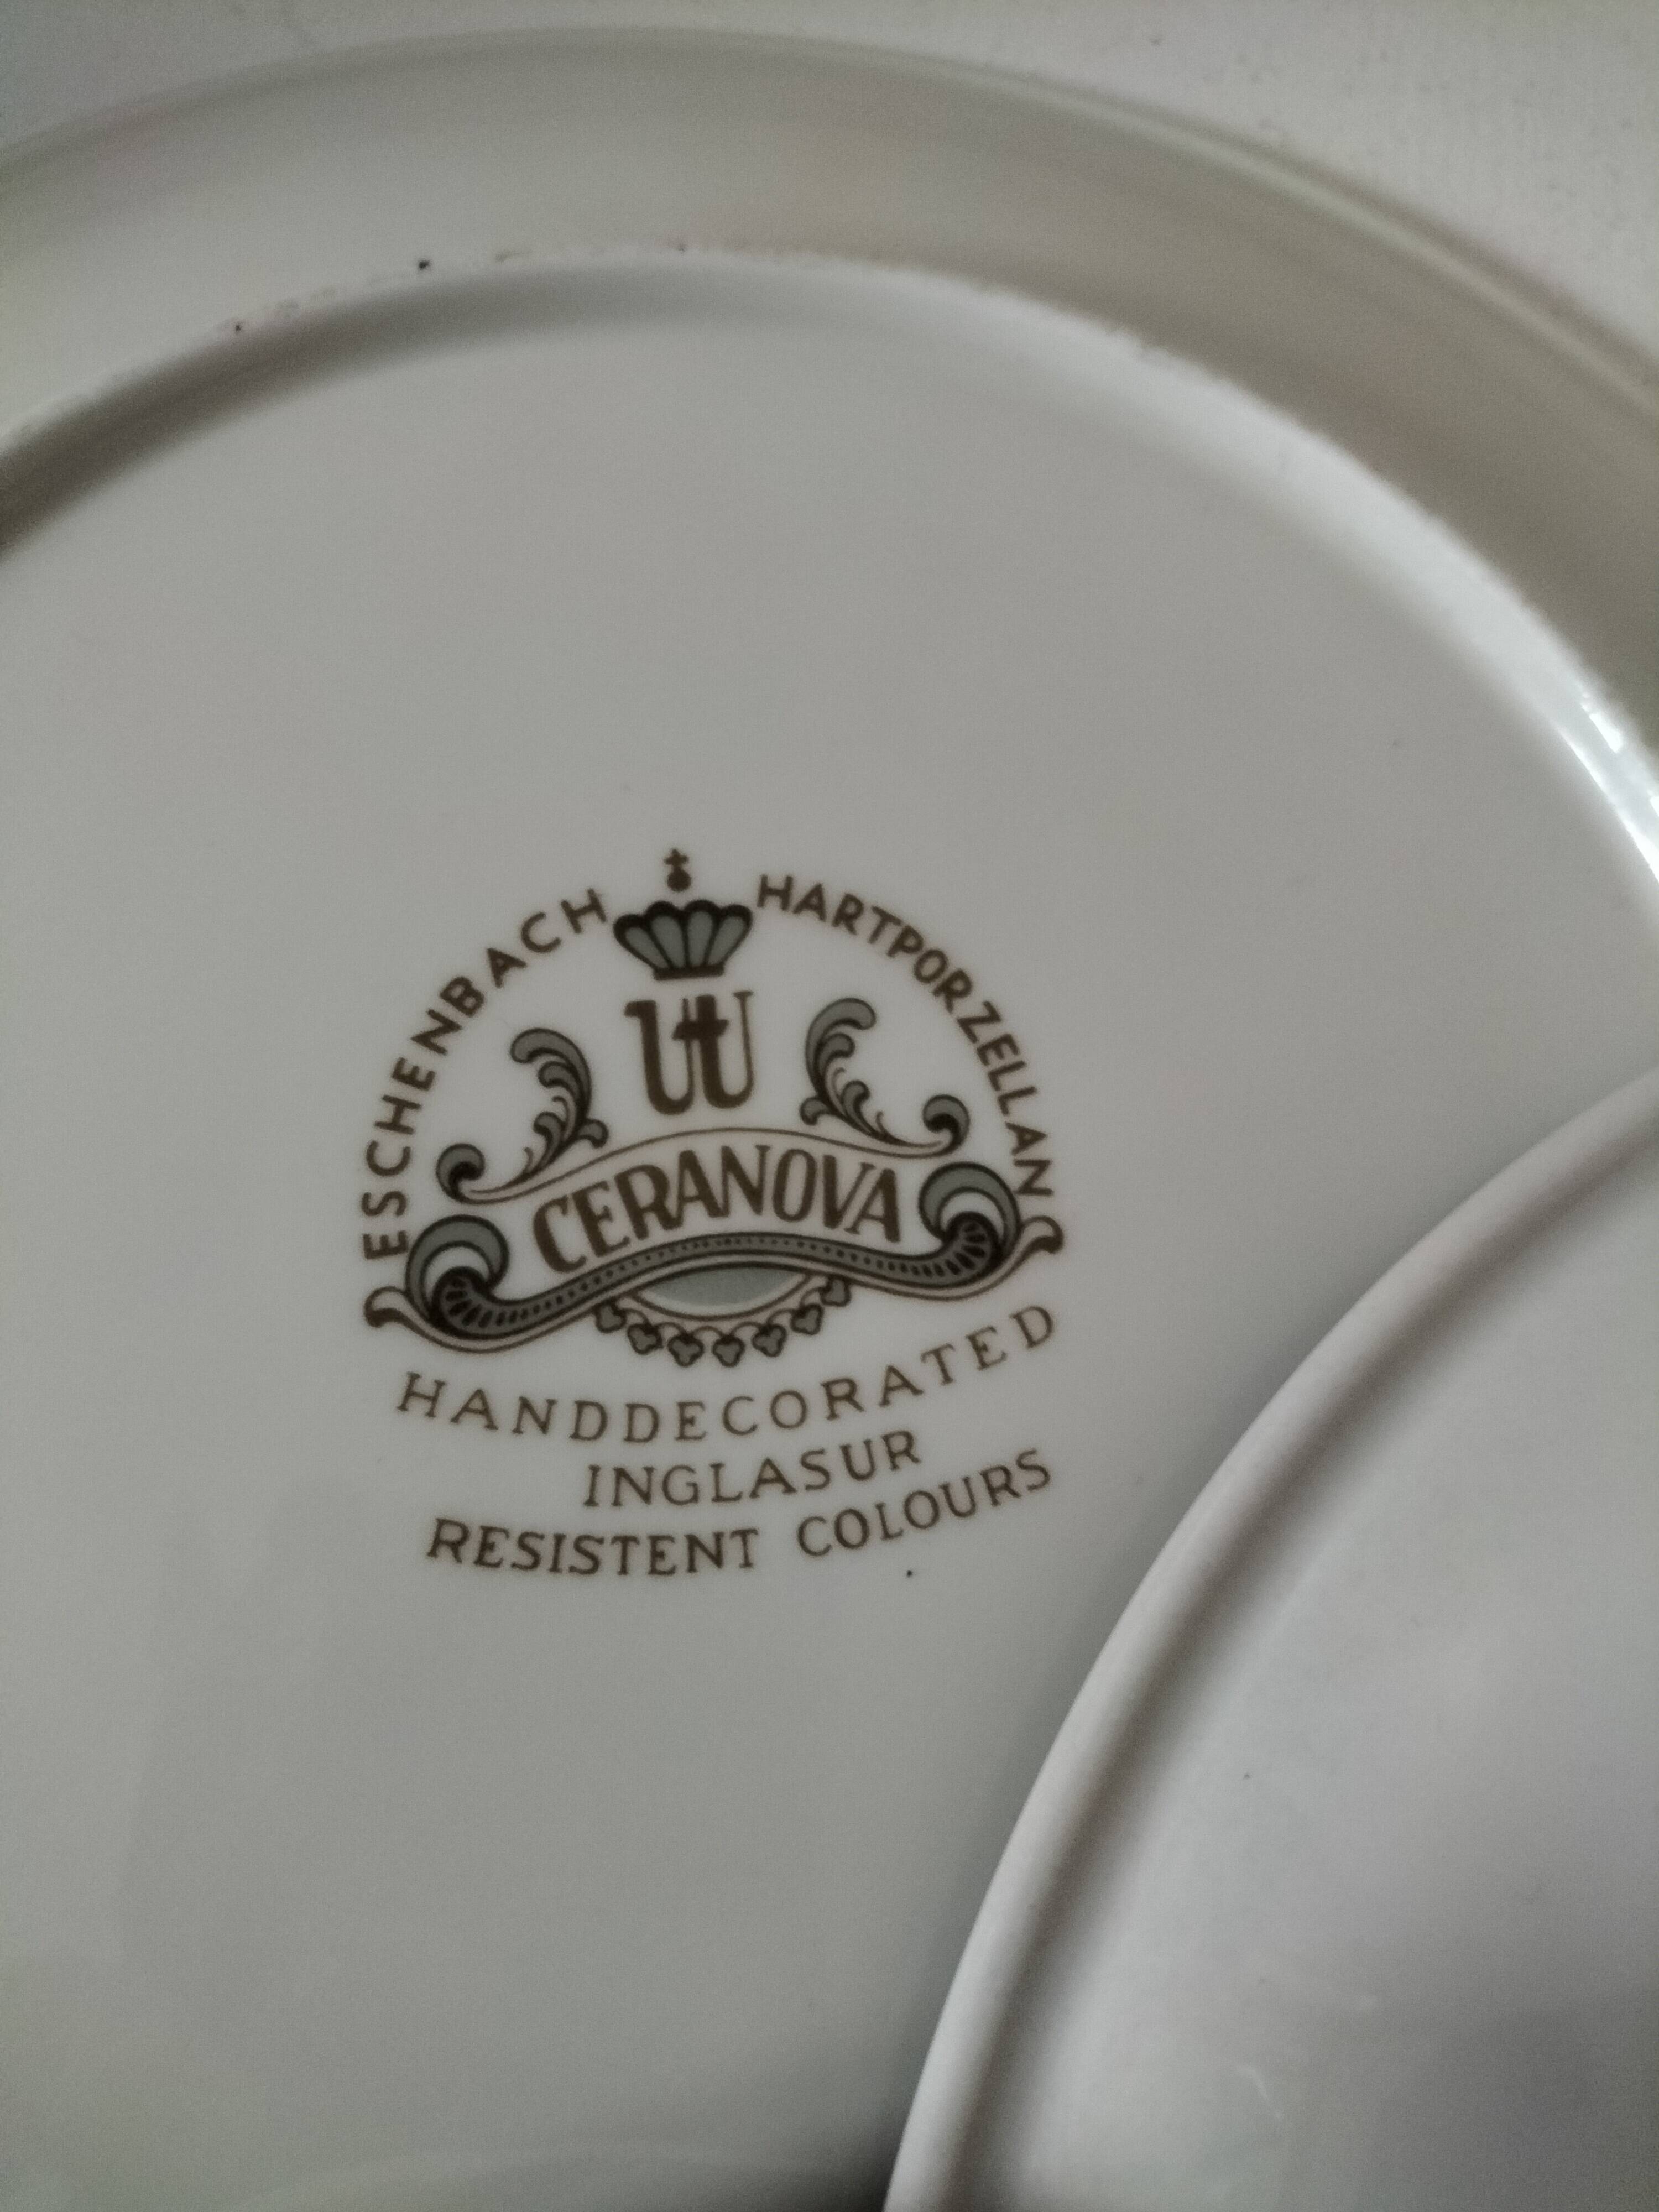 ESCHENBACH HARTPORZELLAN
CERANOVA
HANDDECORATED
INGLASUR
RESISTENT COLOURS